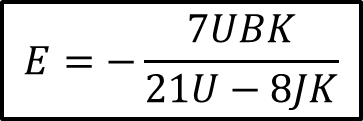 E = − 7UBK / 21U − 8JK